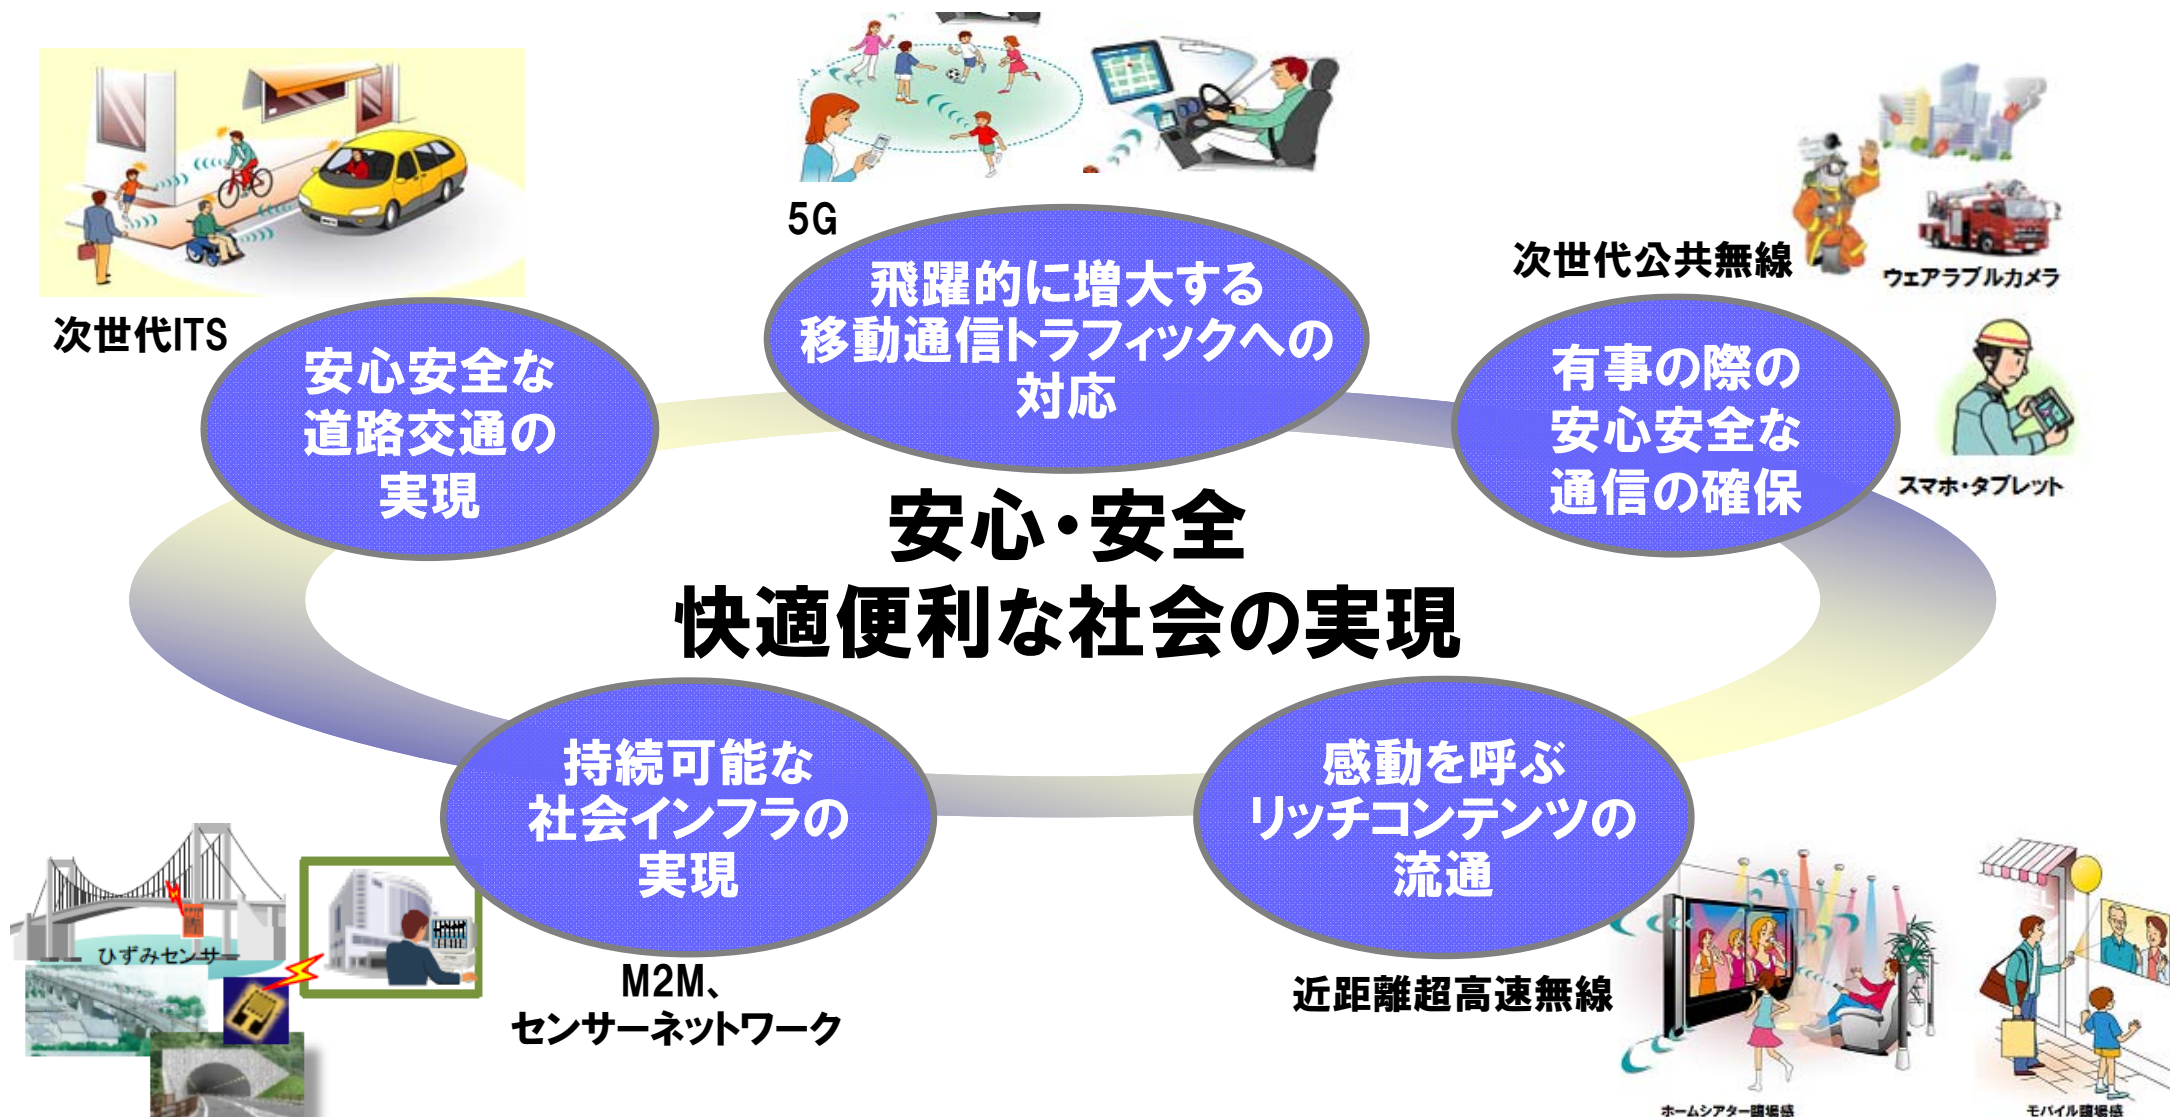 5G
飛躍的に増大する
移動通信トラフィックへの
対応
次世代ITS
安心安全な
道路交通の
実現
次世代公共無線
ウェアラブルカメラ
有事の際の
安心安全な
通信の確保
スマホ・タブレット
安心・安全
快適便利な社会の実現
持続可能な
社会インフラの
実現
ひずみセンサー
M2M、
センサーネットワーク
感動を呼ぶ
リッチコンテンツの
流通
近距離超高速無線
ホームシアター臨場感
モバイル臨場感